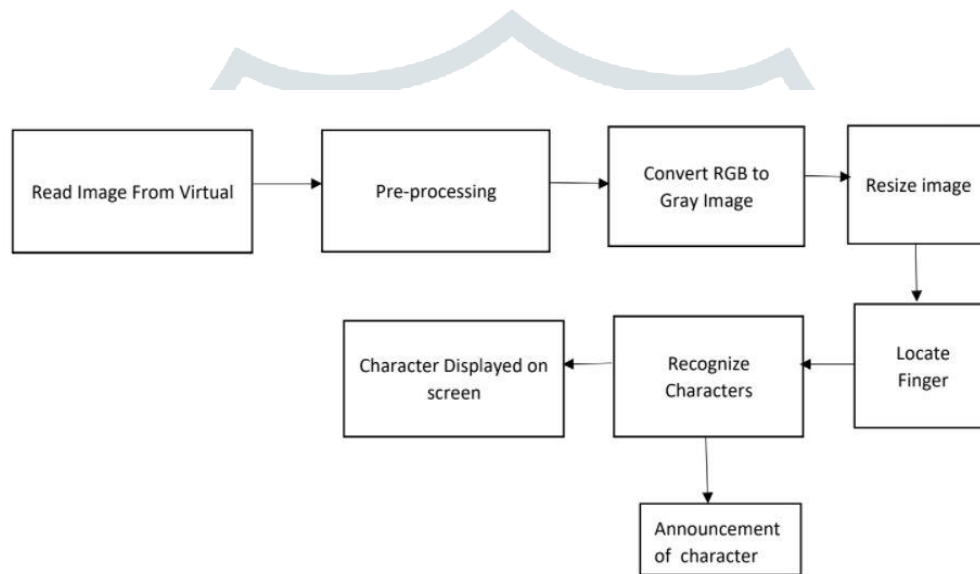 Read Image From Virtual
Pre-processing
Convert RGB to
Gray Image
Resize image
Locate
Finger
Recognize
Characters
Character Displayed on
screen
Announcement
of character